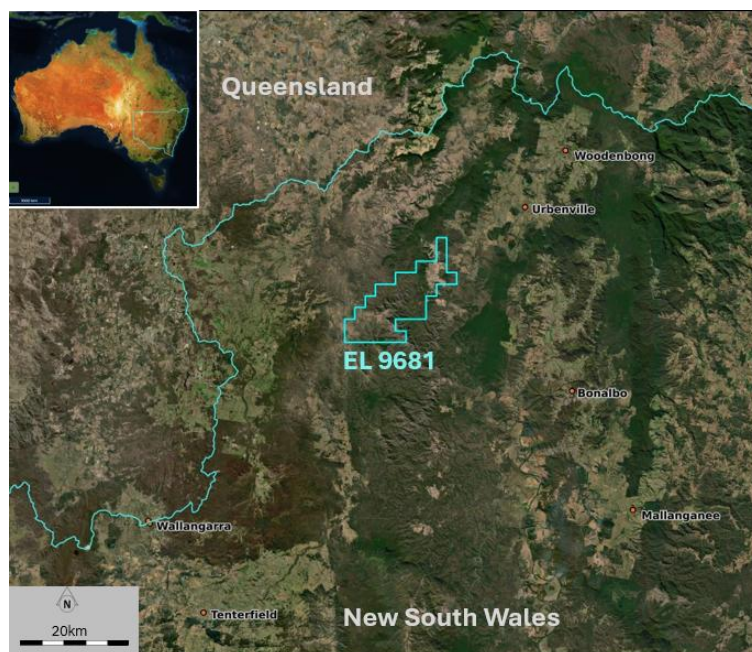 Queensland
Woodenbong
Urbenville
EL 9681
Bonalbo
Mallanganee
Wallangarra
Tenterfield
New South Wales
N
20km